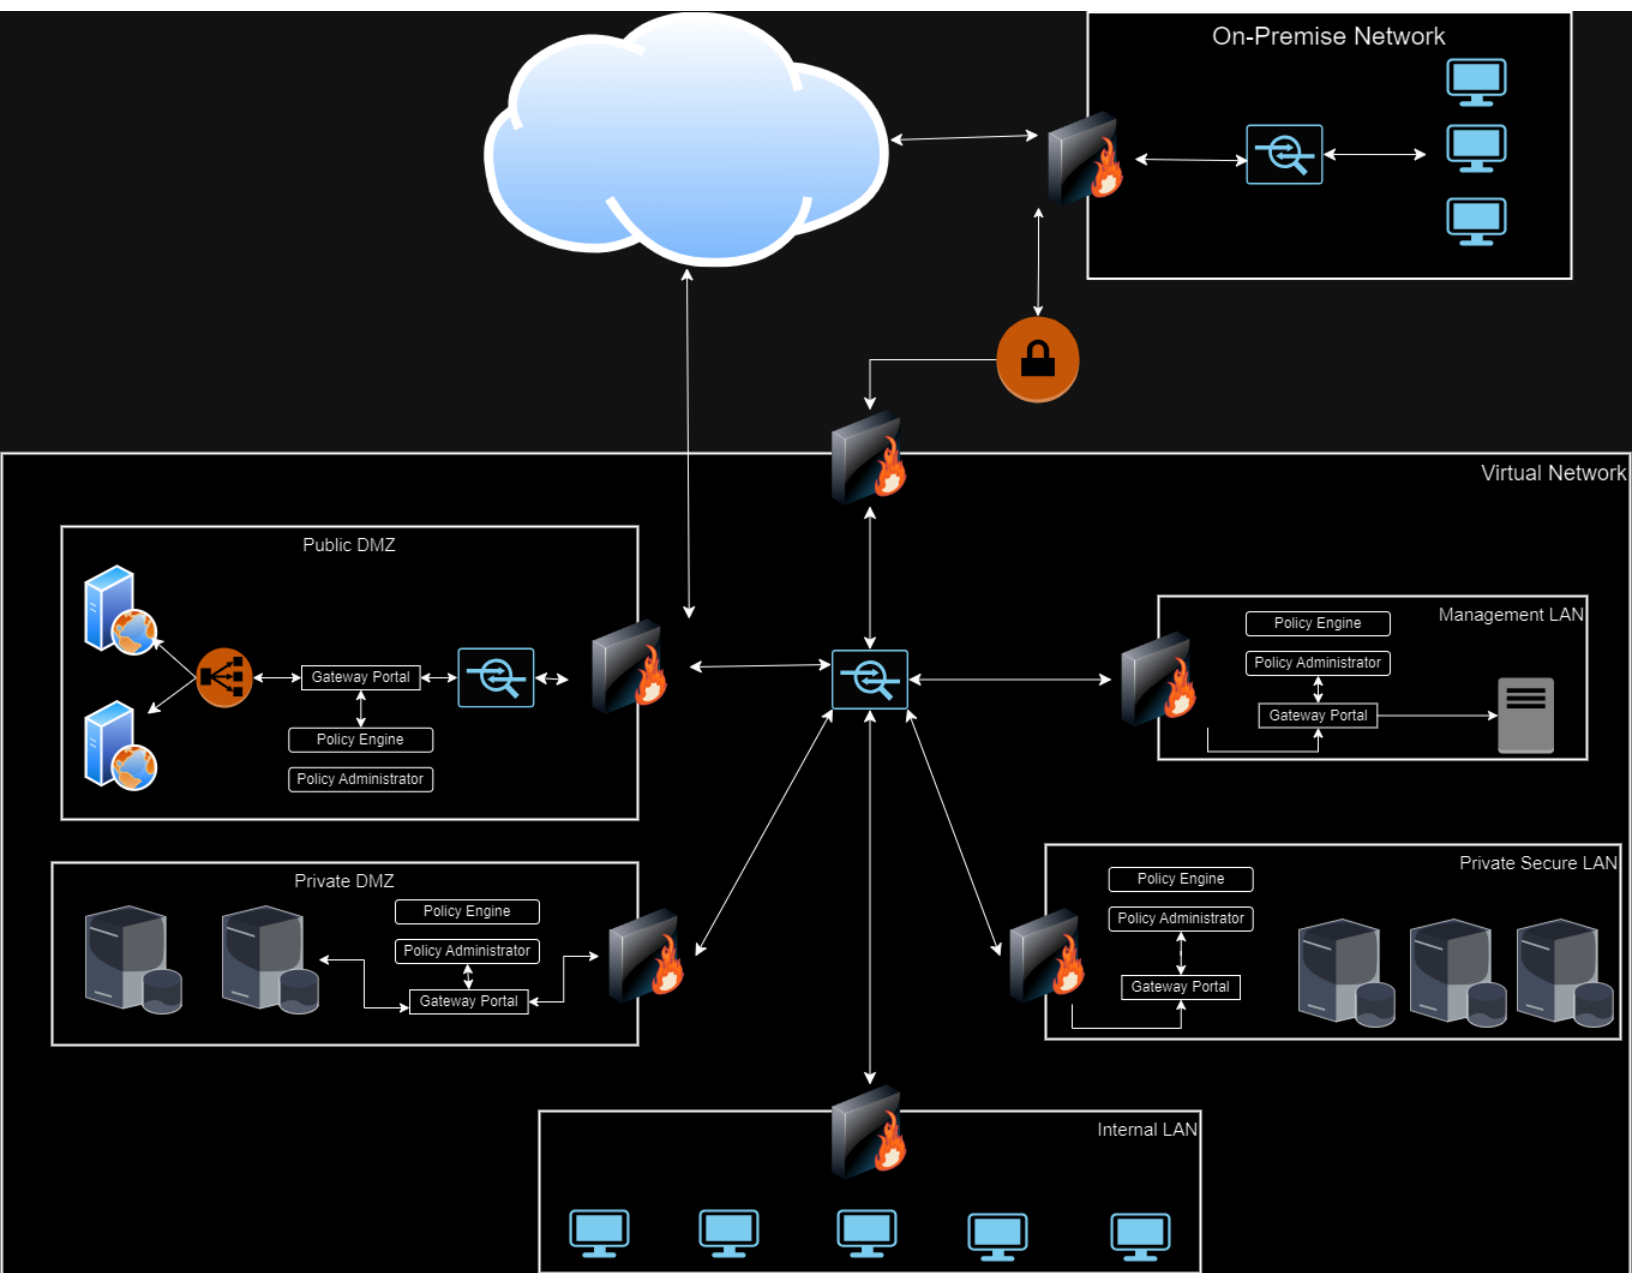 On-Premise Network
Virtual Network
Public DMZ
Gateway Portal
Policy Engine
Policy Administrator
Management LAN
Policy Engine
Policy Administrator
Gateway Portal
Private DMZ
Policy Engine
Policy Administrator
Gateway Portal
Private Secure LAN
Policy Engine
Policy Administrator
Gateway Portal
Internal LAN